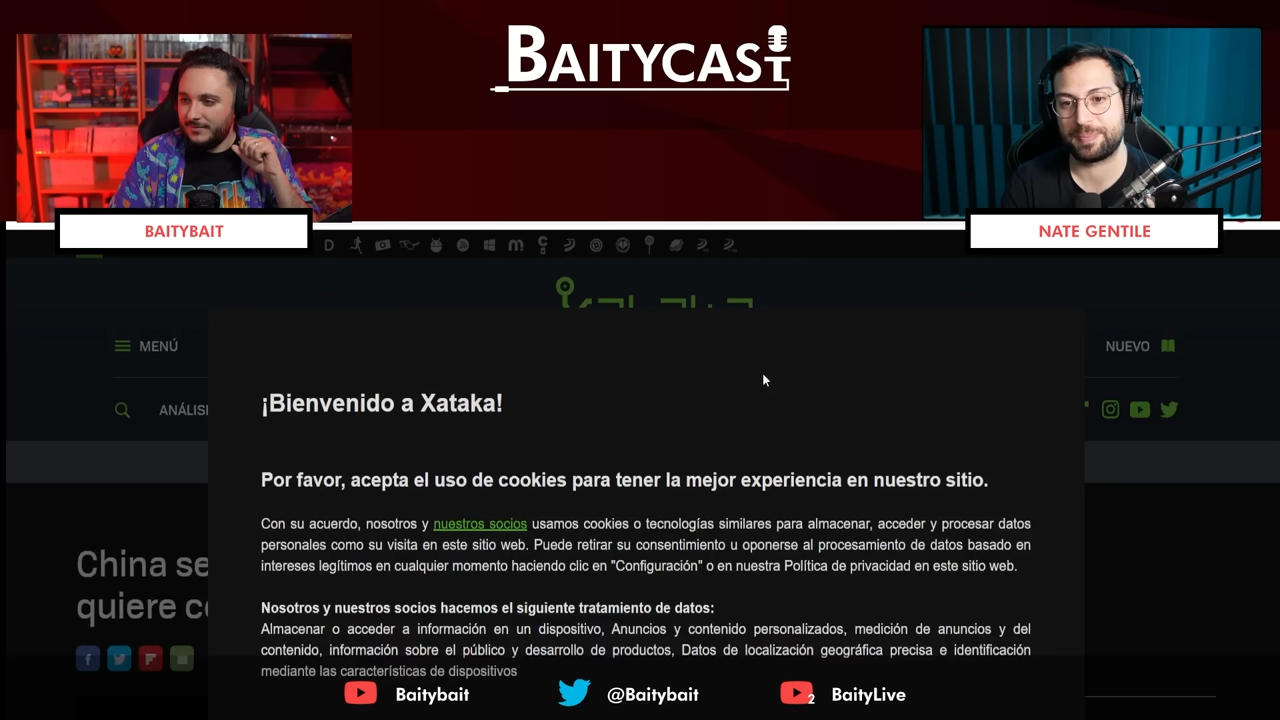 BAITYCAST
BAITYBAIT
NATE GENTILE
MENÚ
NUEVO
¡Bienvenido a Xataka!
Por favor, acepta el uso de cookies para tener la mejor experiencia en nuestro sitio.
Con su acuerdo, nosotros y nuestros socios usamos cookies o tecnologías similares para almacenar, acceder y procesar datos
personales como su visita en este sitio web. Puede retirar su consentimiento u oponerse al procesamiento de datos basado en
intereses legítimos en cualquier momento haciendo clic en "Configuración" o en nuestra Política de privacidad en este sitio web.
China se
quiere
Nosotros y nuestros socios hacemos el siguiente tratamiento de datos:
Almacenar o acceder a información en un dispositivo, Anuncios y contenido personalizados, medición de anuncios y del
contenido, información sobre el público y desarrollo de productos, Datos de localización geográfica precisa e identificación
mediante las características de dispositivos
Baitybait
@Baitybait
2
BaityLive